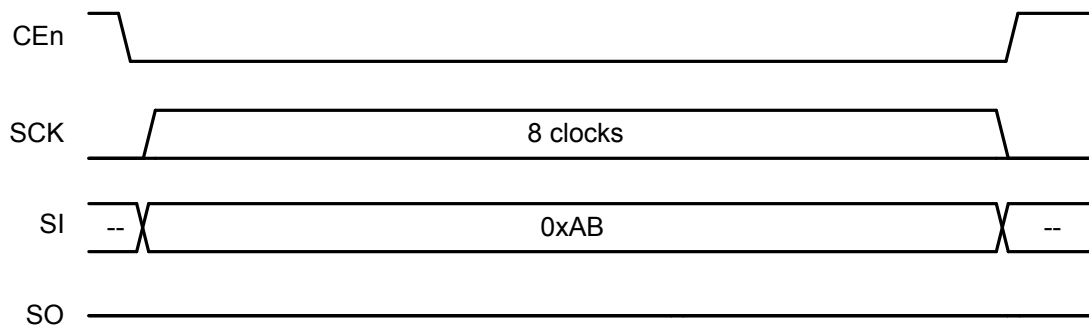 CEn
SCK 8 clocks
SI -- 0xAB --
SO